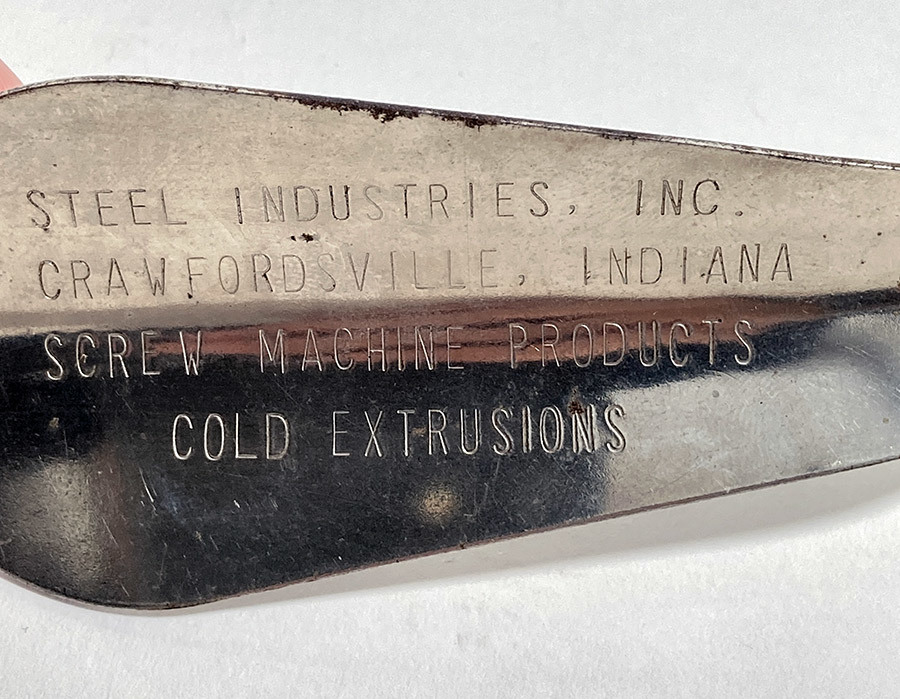 STEEL INDUSTRIES, INC.
CRAWFORDSVILLE, INDIANA
SCREW MACHINE PRODUCTS
COLD EXTRUSIONS